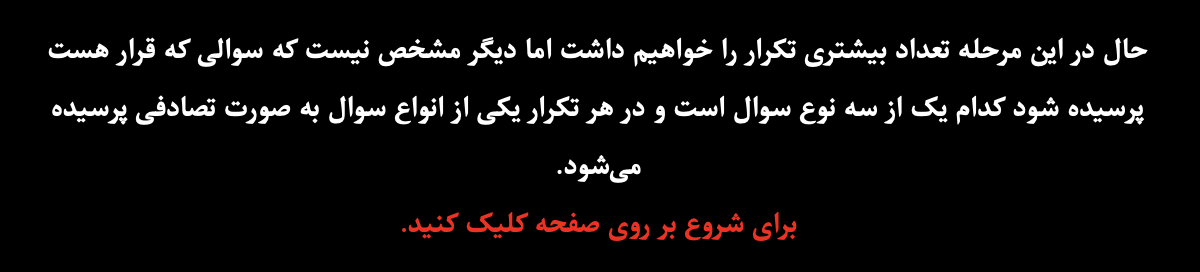 حال در این مرحله تعداد بیشتری تکرار را خواهیم داشت اما دیگر مشخص نیست که سوالی که قرار هست
پرسیده شود کدام یک از سه نوع سوال است و در هر تکرار یکی از انواع سوال به صورت تصادفی پرسیده
می‌شود.
برای شروع بر روی صفحه کلیک کنید.